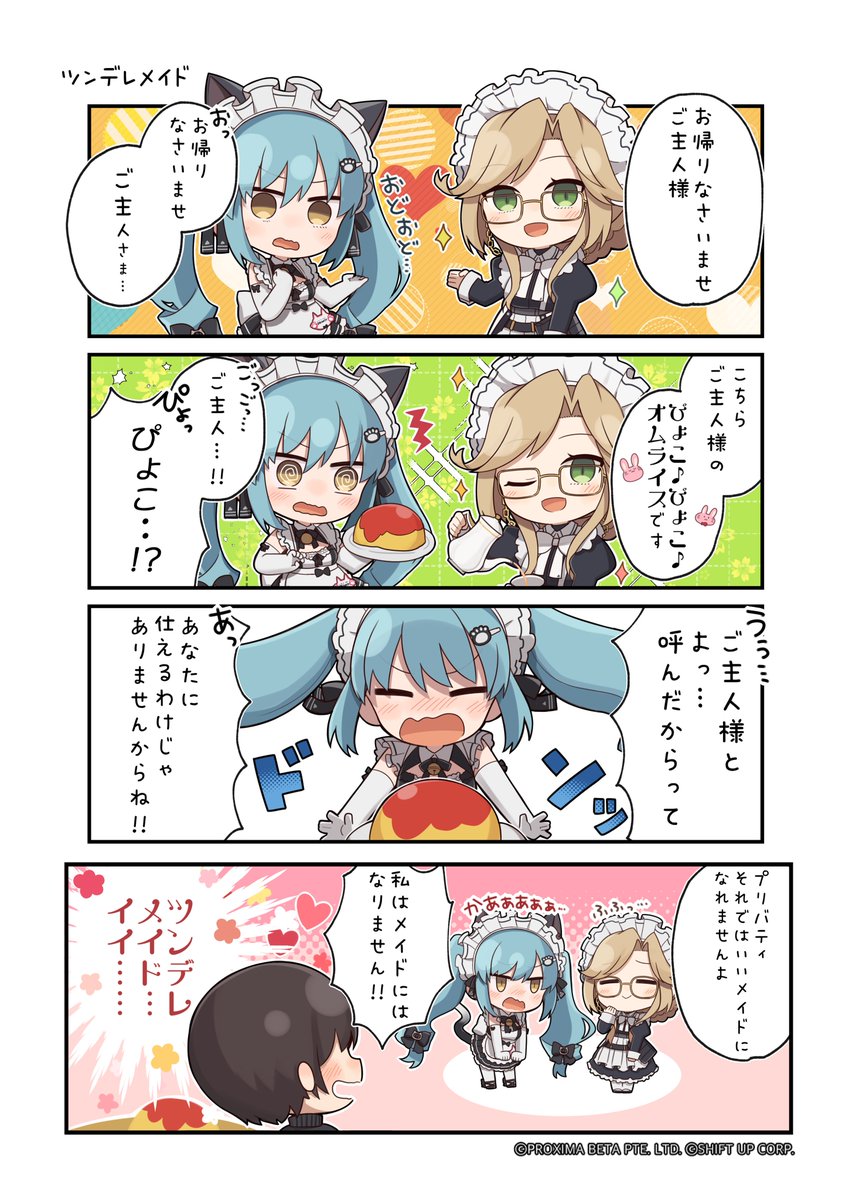 ツンデレメイド
お帰りなさいませ
ご主人様
おどおど…
おっ
お帰り
なさいませ
ご主人さま…
こちら
ご主人様の
ぴよこ♪ぴよこ♪
オムライスです
ごっごっ…
ご主人…!!
ぴょっ
ぴよこ・・!?
うっ…
ご主人様と
よっ…
呼んだからって
ドンッ
あっ
あなたに
仕えるわけじゃ
ありませんからね!!
プリバティ
それではいいメイドに
なれませんよ
ふふっ…
かあぁぁぁぁ…
私はメイドには
なりません!!
ツンデレ
メイド…
イイ……
©PROXIMA BETA PTE. LTD. ©SHIFT UP CORP.